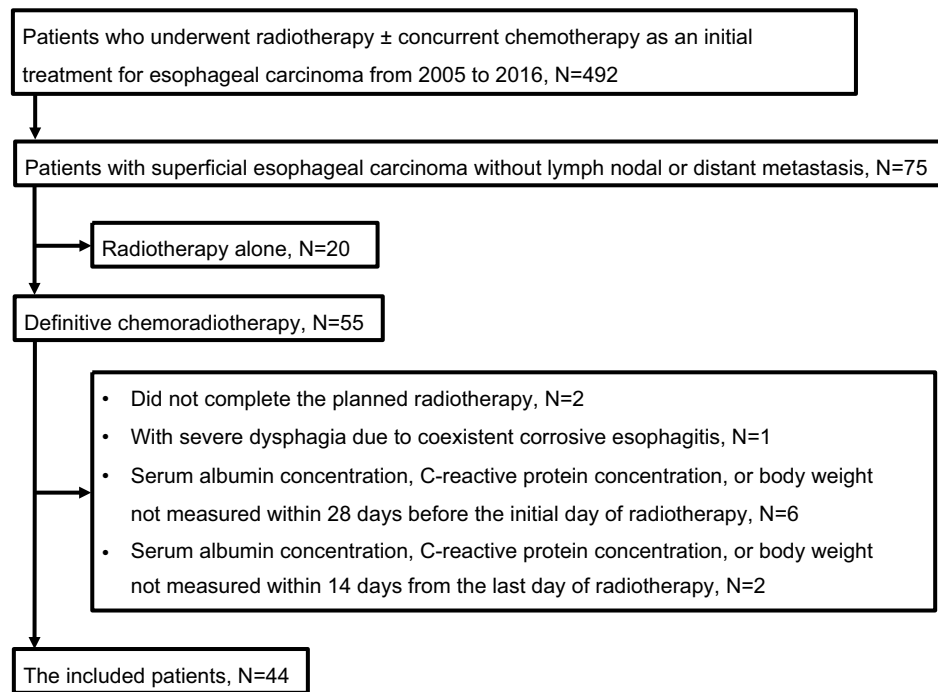 Patients who underwent radiotherapy ± concurrent chemotherapy as an initial
treatment for esophageal carcinoma from 2005 to 2016, N=492
Patients with superficial esophageal carcinoma without lymph nodal or distant metastasis, N=75
Radiotherapy alone, N=20
Definitive chemoradiotherapy, N=55
• Did not complete the planned radiotherapy, N=2
• With severe dysphagia due to coexistent corrosive esophagitis, N=1
• Serum albumin concentration, C-reactive protein concentration, or body weight
not measured within 28 days before the initial day of radiotherapy, N=6
• Serum albumin concentration, C-reactive protein concentration, or body weight
not measured within 14 days from the last day of radiotherapy, N=2
The included patients, N=44